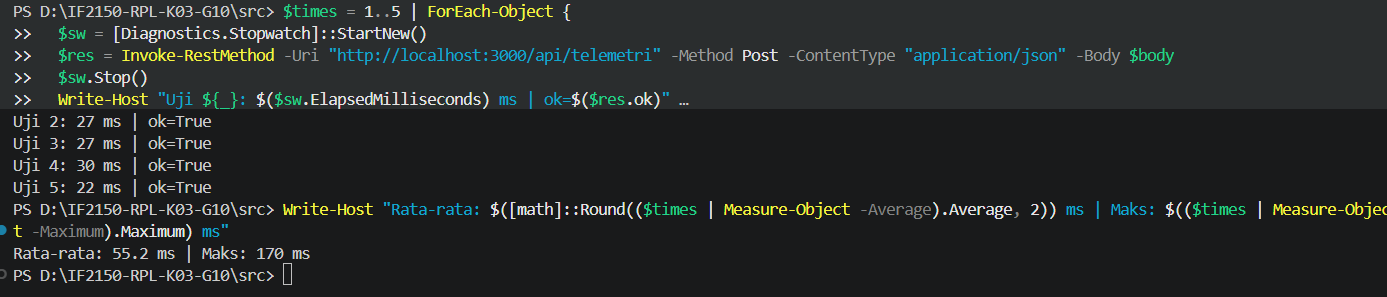 PS D:\IF2150-RPL-K03-G10\src> $times = 1..5 | ForEach-Object {
>>   $sw = [Diagnostics.Stopwatch]::StartNew()
>>   $res = Invoke-RestMethod -Uri "http://localhost:3000/api/telemetri" -Method Post -ContentType "application/json" -Body $body
>>   $sw.Stop()
>>   Write-Host "Uji ${_}: $($sw.ElapsedMilliseconds) ms | ok=$($res.ok)" …
Uji 2: 27 ms | ok=True
Uji 3: 27 ms | ok=True
Uji 4: 30 ms | ok=True
Uji 5: 22 ms | ok=True
PS D:\IF2150-RPL-K03-G10\src> Write-Host "Rata-rata: $([math]::Round(($times | Measure-Object -Average).Average, 2)) ms | Maks: $(($times | Measure-Objec
t -Maximum).Maximum) ms"
Rata-rata: 55.2 ms | Maks: 170 ms
PS D:\IF2150-RPL-K03-G10\src>